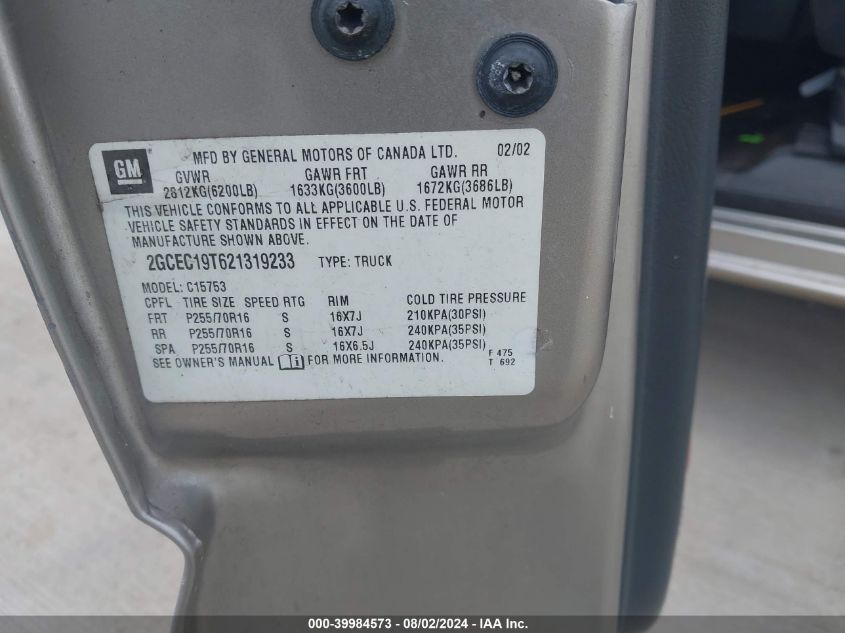 GM
MFD BY GENERAL MOTORS OF CANADA LTD. 02/02
GVWR GAWR FRT GAWR RR
2812KG(6200LB) 1633KG(3600LB) 1672KG(3686LB)
THIS VEHICLE CONFORMS TO ALL APPLICABLE U.S. FEDERAL MOTOR
VEHICLE SAFETY STANDARDS IN EFFECT ON THE DATE OF
MANUFACTURE SHOWN ABOVE.
2GCEC19T621319233 TYPE: TRUCK
MODEL: C15753
CPFL TIRE SIZE SPEED RTG RIM COLD TIRE PRESSURE
FRT P255/70R16 S 16X7J 210KPA(30PSI)
RR P255/70R16 S 16X7J 240KPA(35PSI)
SPA P255/70R16 S 16X6.5J 240KPA(35PSI)
SEE OWNER'S MANUAL FOR MORE INFORMATION.
F 475
T 692
000-39984573 - 08/02/2024 - IAA Inc.